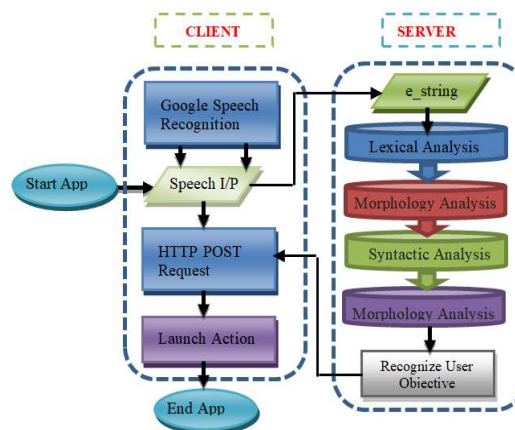 CLIENT
SERVER
Google Speech
Recognition
Start App
Speech I/P
HTTP POST
Request
Launch Action
End App
e_string
Lexical Analysis
Morphology Analysis
Syntactic Analysis
Morphology Analysis
Recognize User
Objective